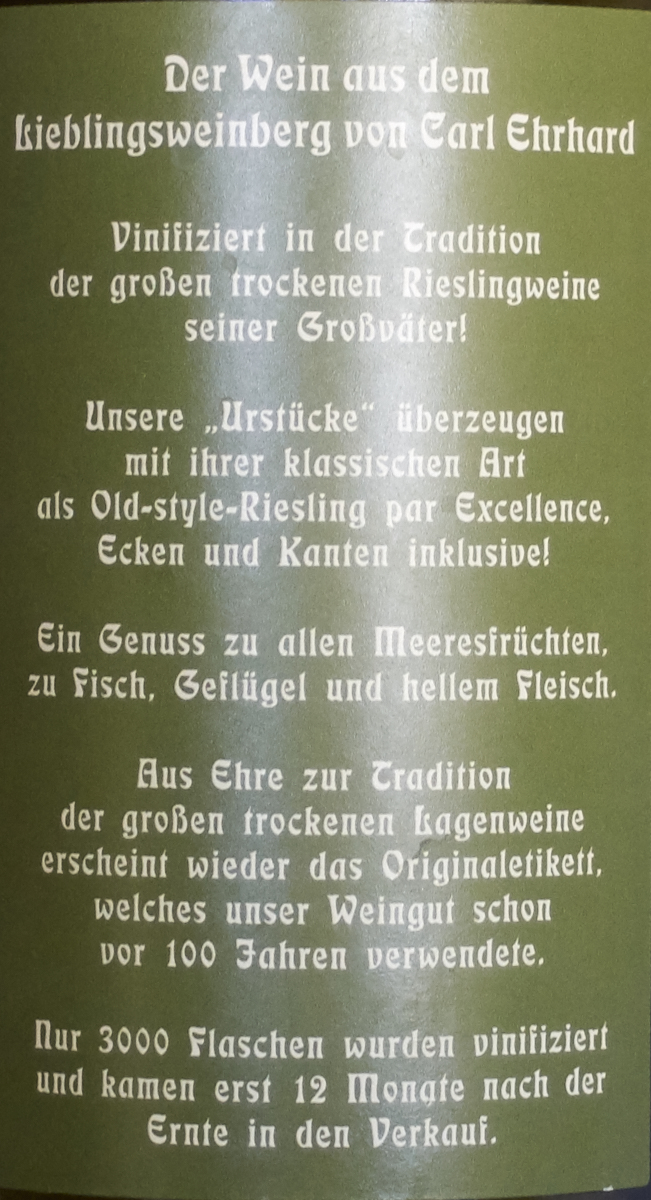 Der Wein aus dem
Lieblingsweinberg von Carl Ehrhard
Vinifiziert in der Tradition
der großen trockenen Rieslingweine
seiner Großväter!
Unsere „Urstücke“ überzeugen
mit ihrer klassischen Art
als Old-style-Riesling par Excellence,
Ecken und Kanten inklusive!
Ein Genuss zu allen Meeresfrüchten,
zu Fisch, Geflügel und hellem Fleisch.
Aus Ehre zur Tradition
der großen trockenen Lagenweine
erscheint wieder das Originaletikett,
welches unser Weingut schon
vor 100 Jahren verwendete.
Nur 3000 Flaschen wurden vinifiziert
und kamen erst 12 Monate nach der
Ernte in den Verkauf.